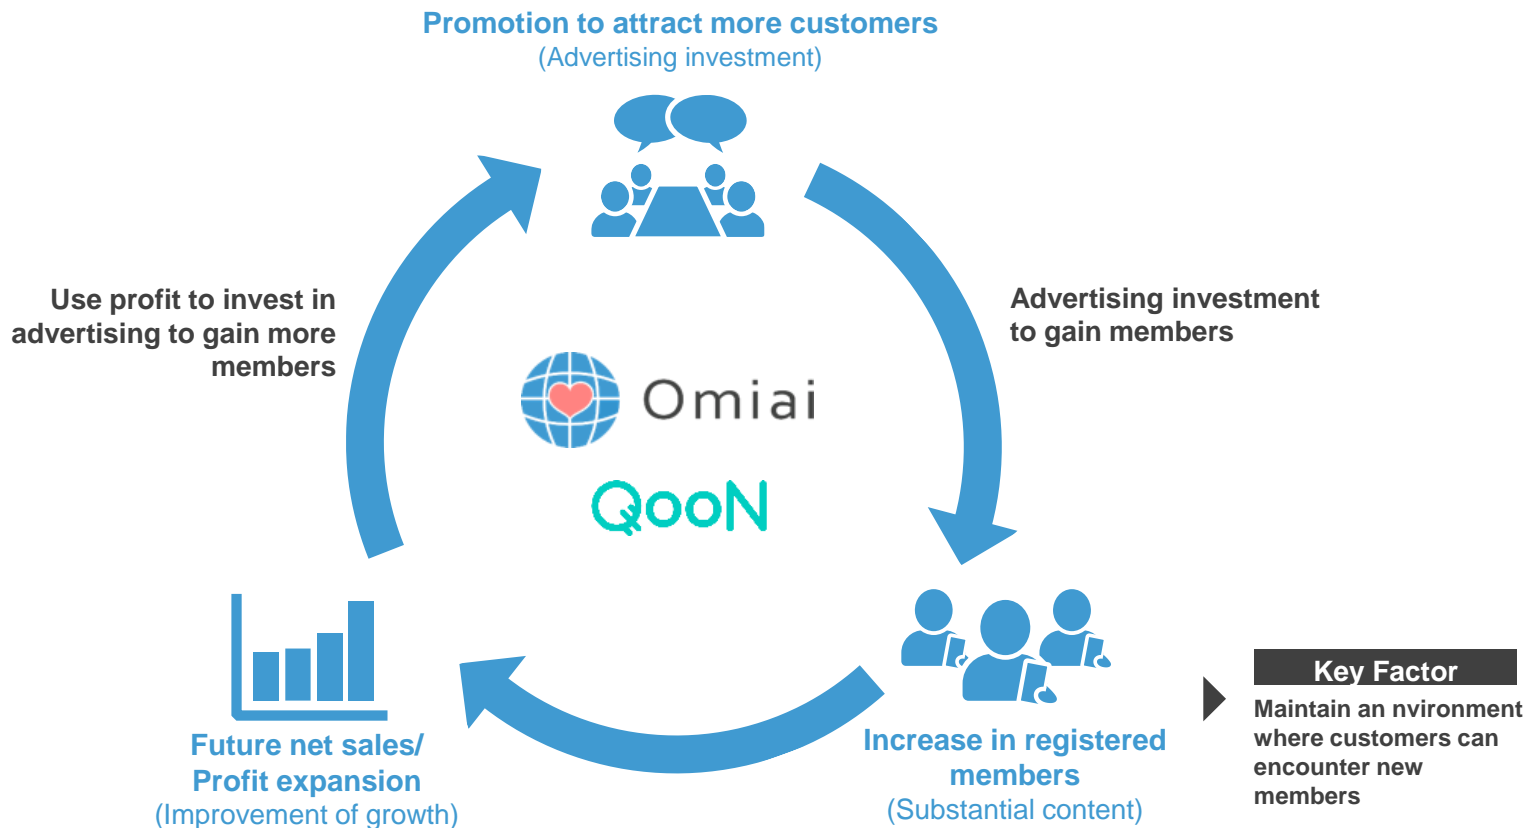 Promotion to attract more customers
(Advertising investment)
Use profit to invest in
advertising to gain more
members
Advertising investment
to gain members
Omiai
QooN
Future net sales/
Profit expansion
(Improvement of growth)
Increase in registered
members
(Substantial content)
Key Factor
Maintain an nvironment
where customers can
encounter new
members